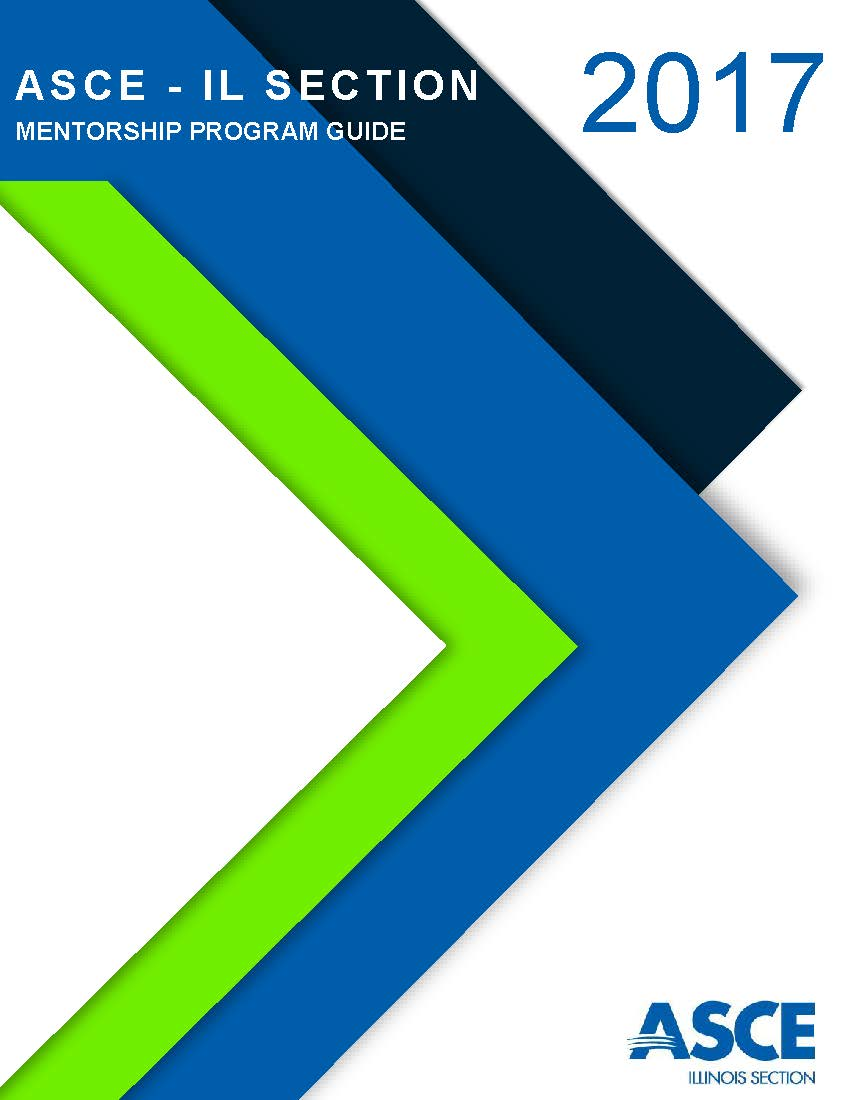 ASCE - IL SECTION
MENTORSHIP PROGRAM GUIDE
2017
ASCE
ILLINOIS SECTION